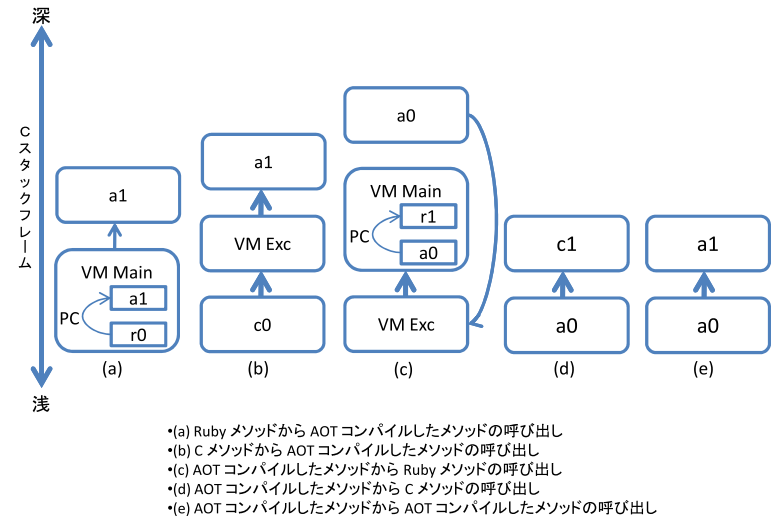 深
Cスタックフレーム
浅
a1
VM Main
a1
PC
r0
(a)
a1
VM Exc
c0
(b)
a0
VM Main
r1
PC
a0
VM Exc
(c)
c1
a0
(d)
a1
a0
(e)
•(a) Ruby メソッドから AOT コンパイルしたメソッドの呼び出し
•(b) C メソッドから AOT コンパイルしたメソッドの呼び出し
•(c) AOT コンパイルしたメソッドから Ruby メソッドの呼び出し
•(d) AOT コンパイルしたメソッドから C メソッドの呼び出し
•(e) AOT コンパイルしたメソッドから AOT コンパイルしたメソッドの呼び出し